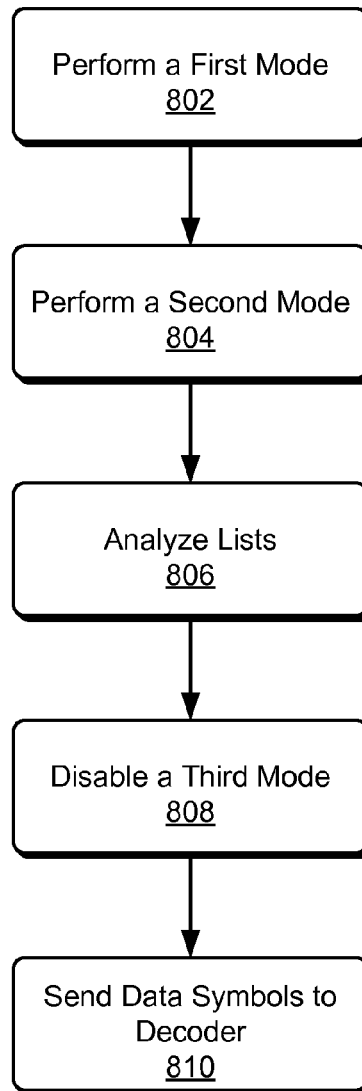 Perform a First Mode
802
Perform a Second Mode
804
Analyze Lists
806
Disable a Third Mode
808
Send Data Symbols to
Decoder
810